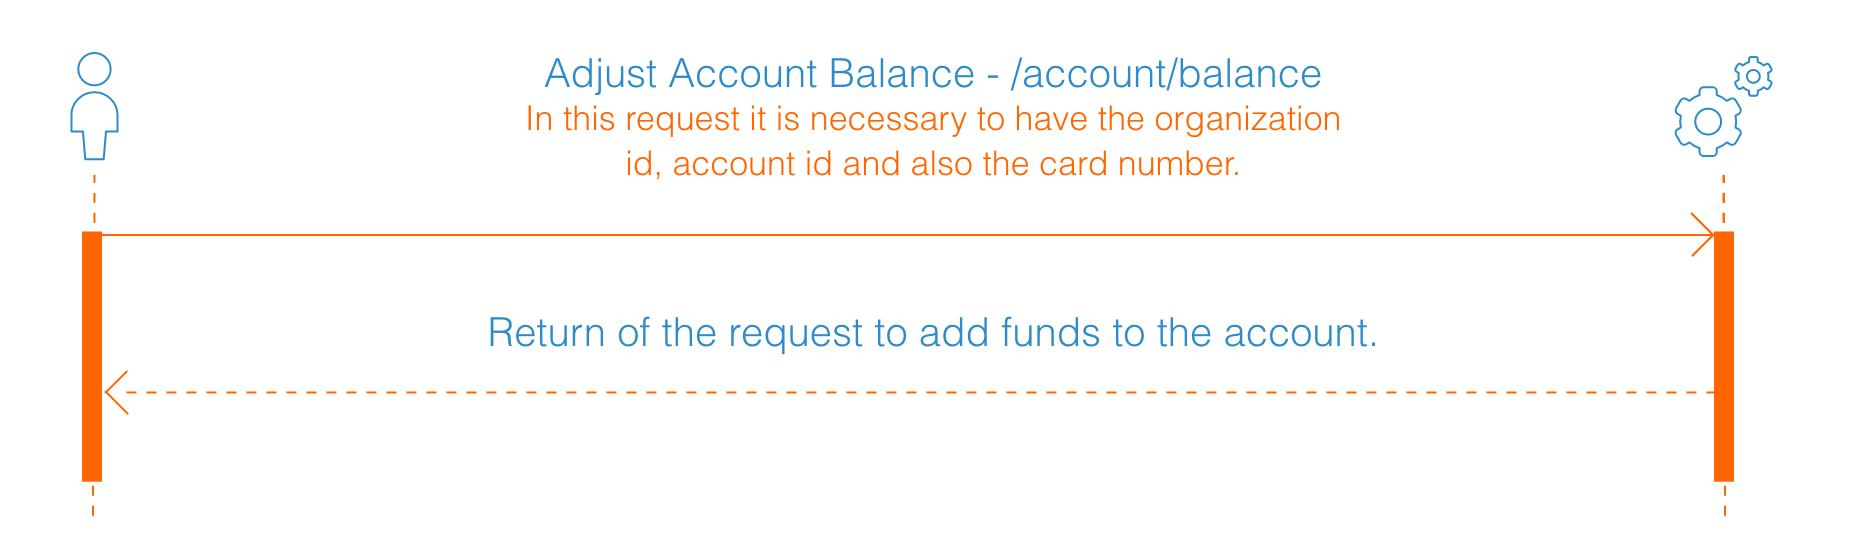 Adjust Account Balance - /account/balance
In this request it is necessary to have the organization
id, account id and also the card number.
Return of the request to add funds to the account.